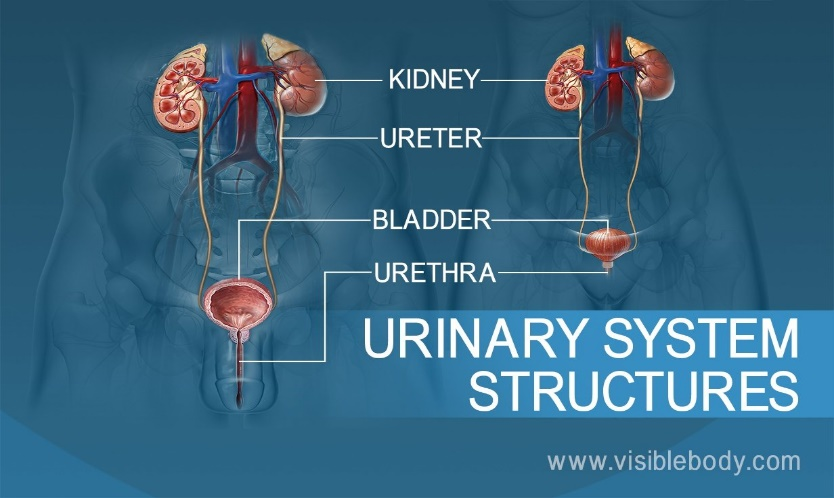 KIDNEY
URETER
BLADDER
URETHRA
URINARY SYSTEM
STRUCTURES
www.visiblebody.com